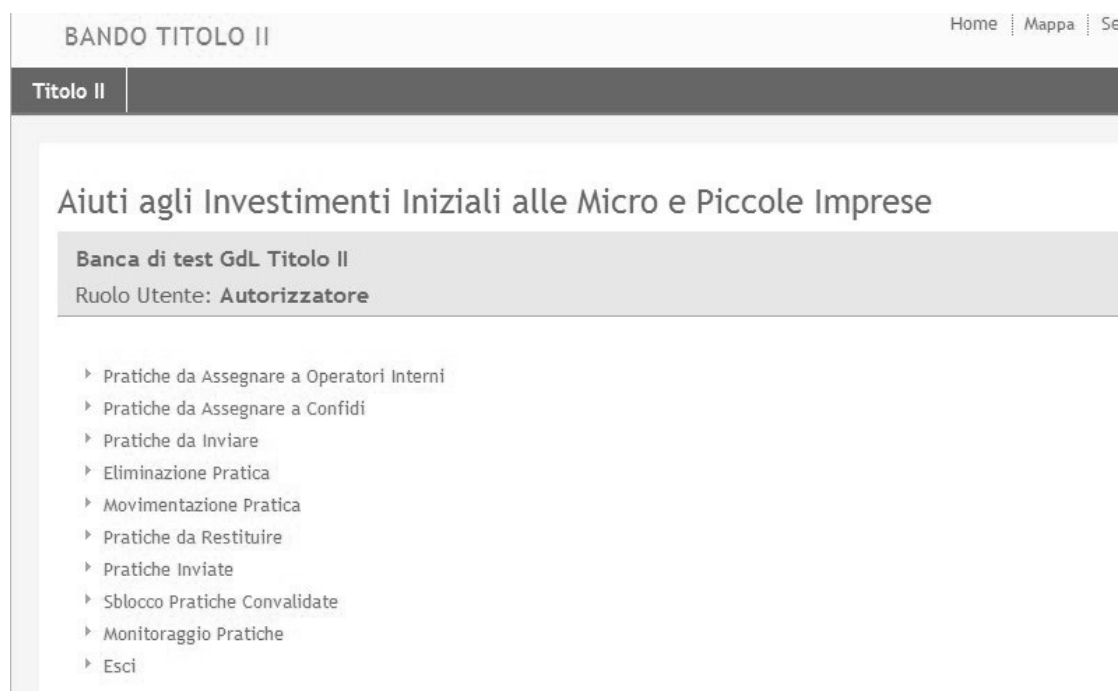 BANDO TITOLO II
Home Mappa
Titolo II
Aiuti agli Investimenti Iniziali alle Micro e Piccole Imprese
Banca di test GdL Titolo II
Ruolo Utente: Autorizzatore
Pratiche da Assegnare a Operatori Interni
Pratiche da Assegnare a Confidi
Pratiche da Inviare
Eliminazione Pratica
Movimentazione Pratica
Pratiche da Restituire
Pratiche Inviate
Sblocco Pratiche Convalidate
Monitoraggio Pratiche
Esci